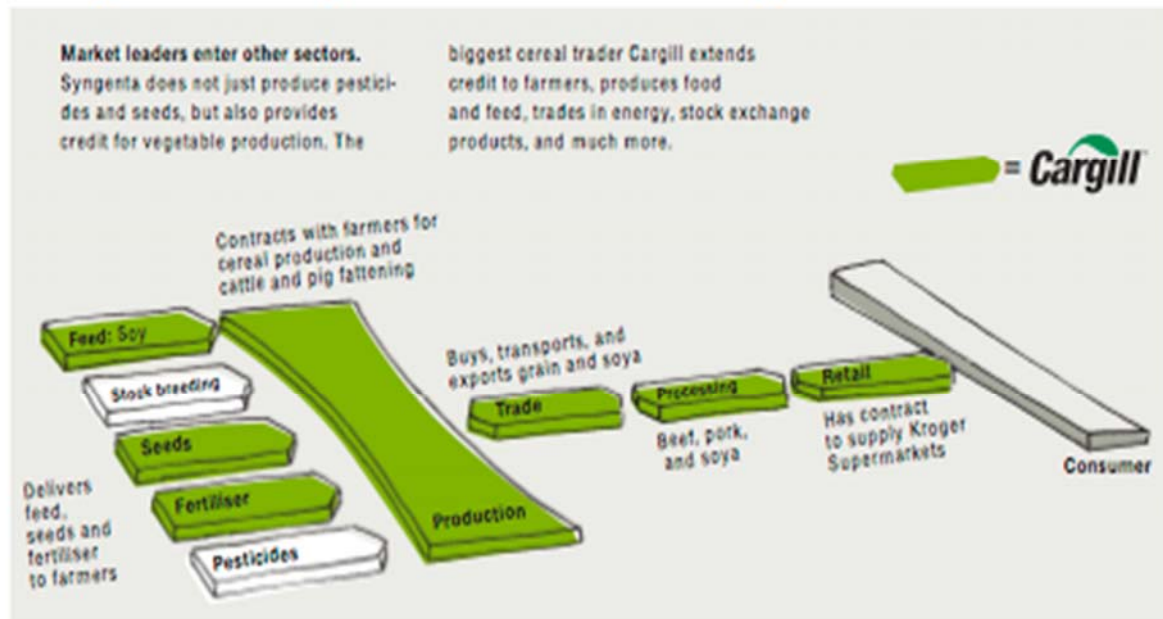 Market leaders enter other sectors.
Syngenta does not just produce pestici-
des and seeds, but also provides
credit for vegetable production. The
biggest cereal trader Cargill extends
credit to farmers, produces food
and feed, trades in energy, stock exchange
products, and much more.
= Cargill
Contracts with farmers for
cereal production and
cattle and pig fattening
Feed: Soy
Stock breeding
Seeds
Fertiliser
Pesticides
Delivers
feed,
seeds and
fertiliser
to farmers
Production
Buys, transports, and
exports grain and soya
Trade
Processing
Beef, pork,
and soya
Retail
Has contract
to supply Kroger
Supermarkets
Consumer